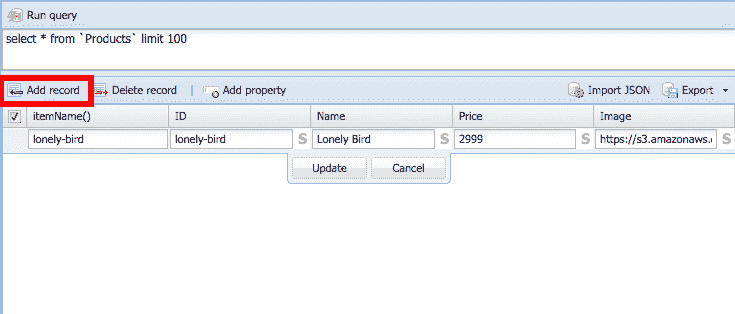 Run query
select * from `Products` limit 100
Add record Delete record Add property Import JSON Export
itemName() ID Name Price Image
lonely-bird lonely-bird S Lonely Bird S 2999 S https://s3.amazonaws.c S
Update Cancel